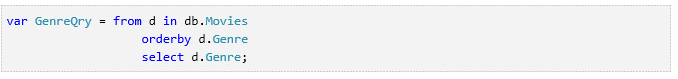 var GenreQry = from d in db.Movies
orderby d.Genre
select d.Genre;